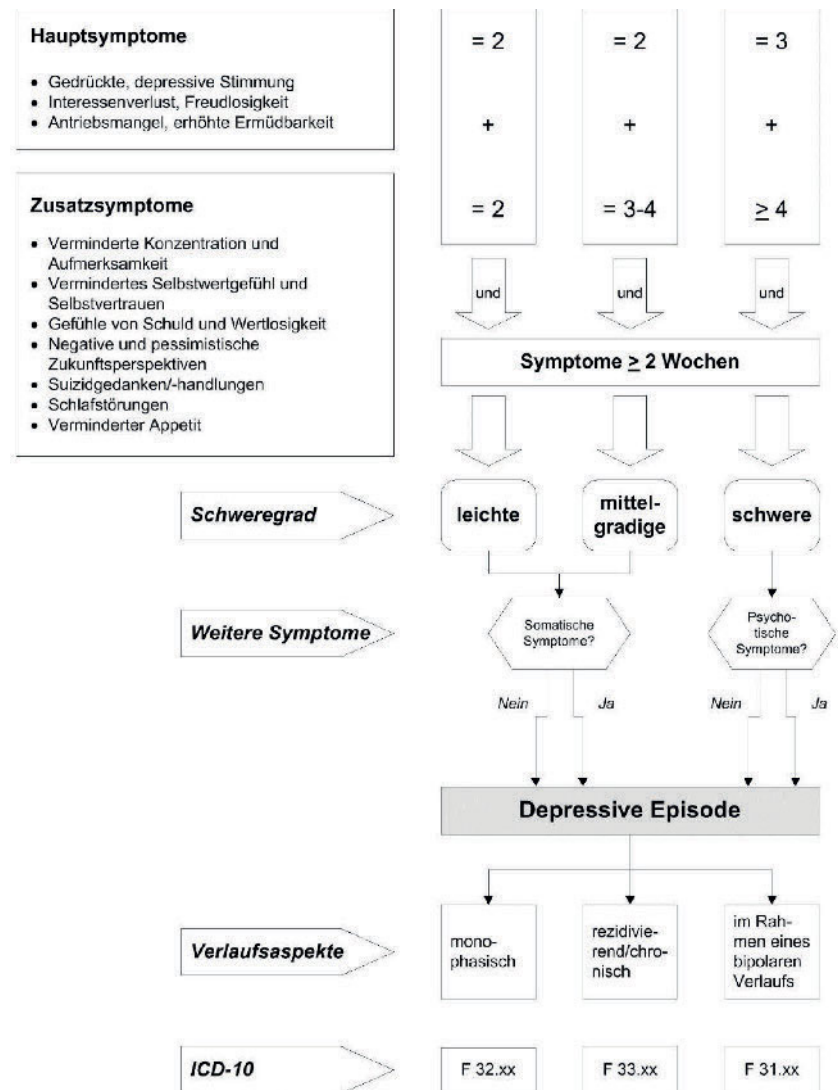 Hauptsymptome
• Gedrückte, depressive Stimmung
• Interessenverlust, Freudlosigkeit
• Antriebsmangel, erhöhte Ermüdbarkeit
= 2
= 2
= 3
+
+
+
Zusatzsymptome
• Verminderte Konzentration und
Aufmerksamkeit
• Vermindertes Selbstwertgefühl und
Selbstvertrauen
• Gefühle von Schuld und Wertlosigkeit
• Negative und pessimistische
Zukunftsperspektiven
• Suizidgedanken/-handlungen
• Schlafstörungen
• Verminderter Appetit
= 2
= 3-4
≥ 4
und
und
und
Symptome ≥ 2 Wochen
Schweregrad
leichte
mittel-
gradige
schwere
Weitere Symptome
Somatische
Symptome?
Psycho-
tische
Symptome?
Nein
Ja
Nein
Ja
Depressive Episode
Verlaufsaspekte
mono-
phasisch
rezidivie-
rend/chro-
nisch
im Rah-
men eines
bipolaren
Verlaufs
ICD-10
F 32.xx
F 33.xx
F 31.xx